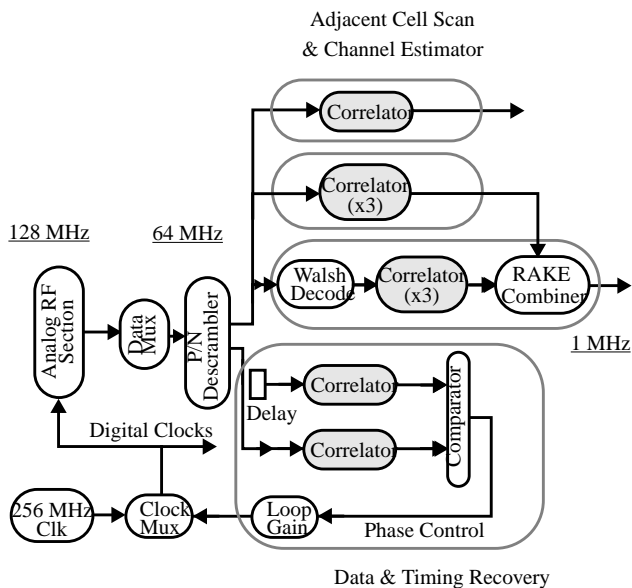 Adjacent Cell Scan
& Channel Estimator
Correlator
Correlator
(x3)
128 MHz
64 MHz
Walsh
Decode
Correlator
(x3)
RAKE
Combiner
Analog RF
Section
Data
Mux
P/N
Descrambler
1 MHz
Correlator
Delay
Comparator
Digital Clocks
Correlator
256 MHz
Clk
Clock
Mux
Loop
Gain
Phase Control
Data & Timing Recovery